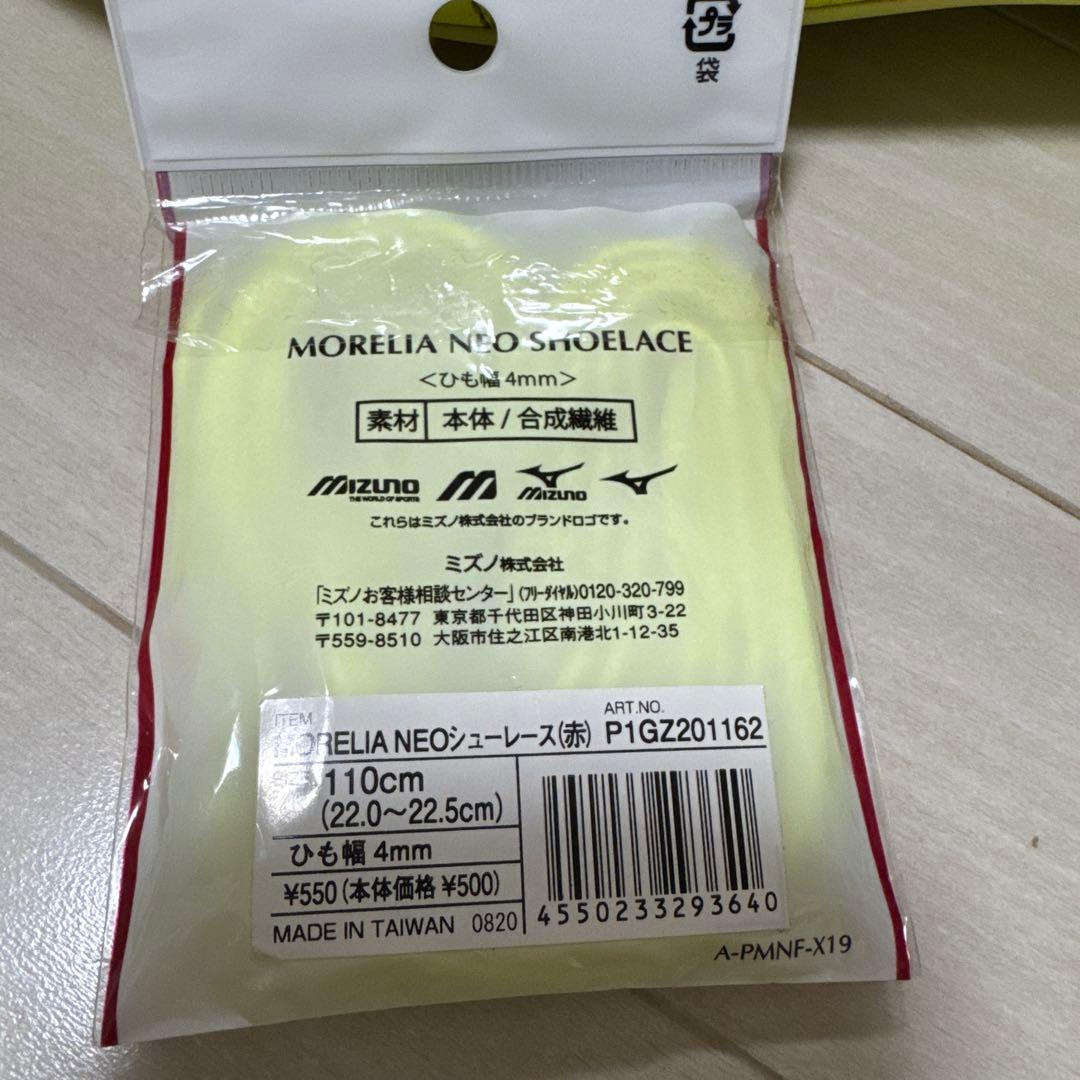 プラ
袋
MORELIA NEO SHOELACE
<ひも幅4mm>
素材 本体/合成繊維
MIZUNO THE WORLD OF SPORTS M MIZUNO
これらはミズノ株式会社のブランドロゴです。
ミズノ株式会社
「ミズノお客様相談センター」(フリーダイヤル)0120-320-799
〒101-8477 東京都千代田区神田小川町3-22
〒559-8510 大阪市住之江区南港北1-12-35
ITEM ART.NO.
MORELIA NEOシューレース(赤) P1GZ201162
110cm
(22.0〜22.5cm)
ひも幅4mm
¥550(本体価格¥500)
MADE IN TAIWAN 0820
4550233293640
A-PMNF-X19